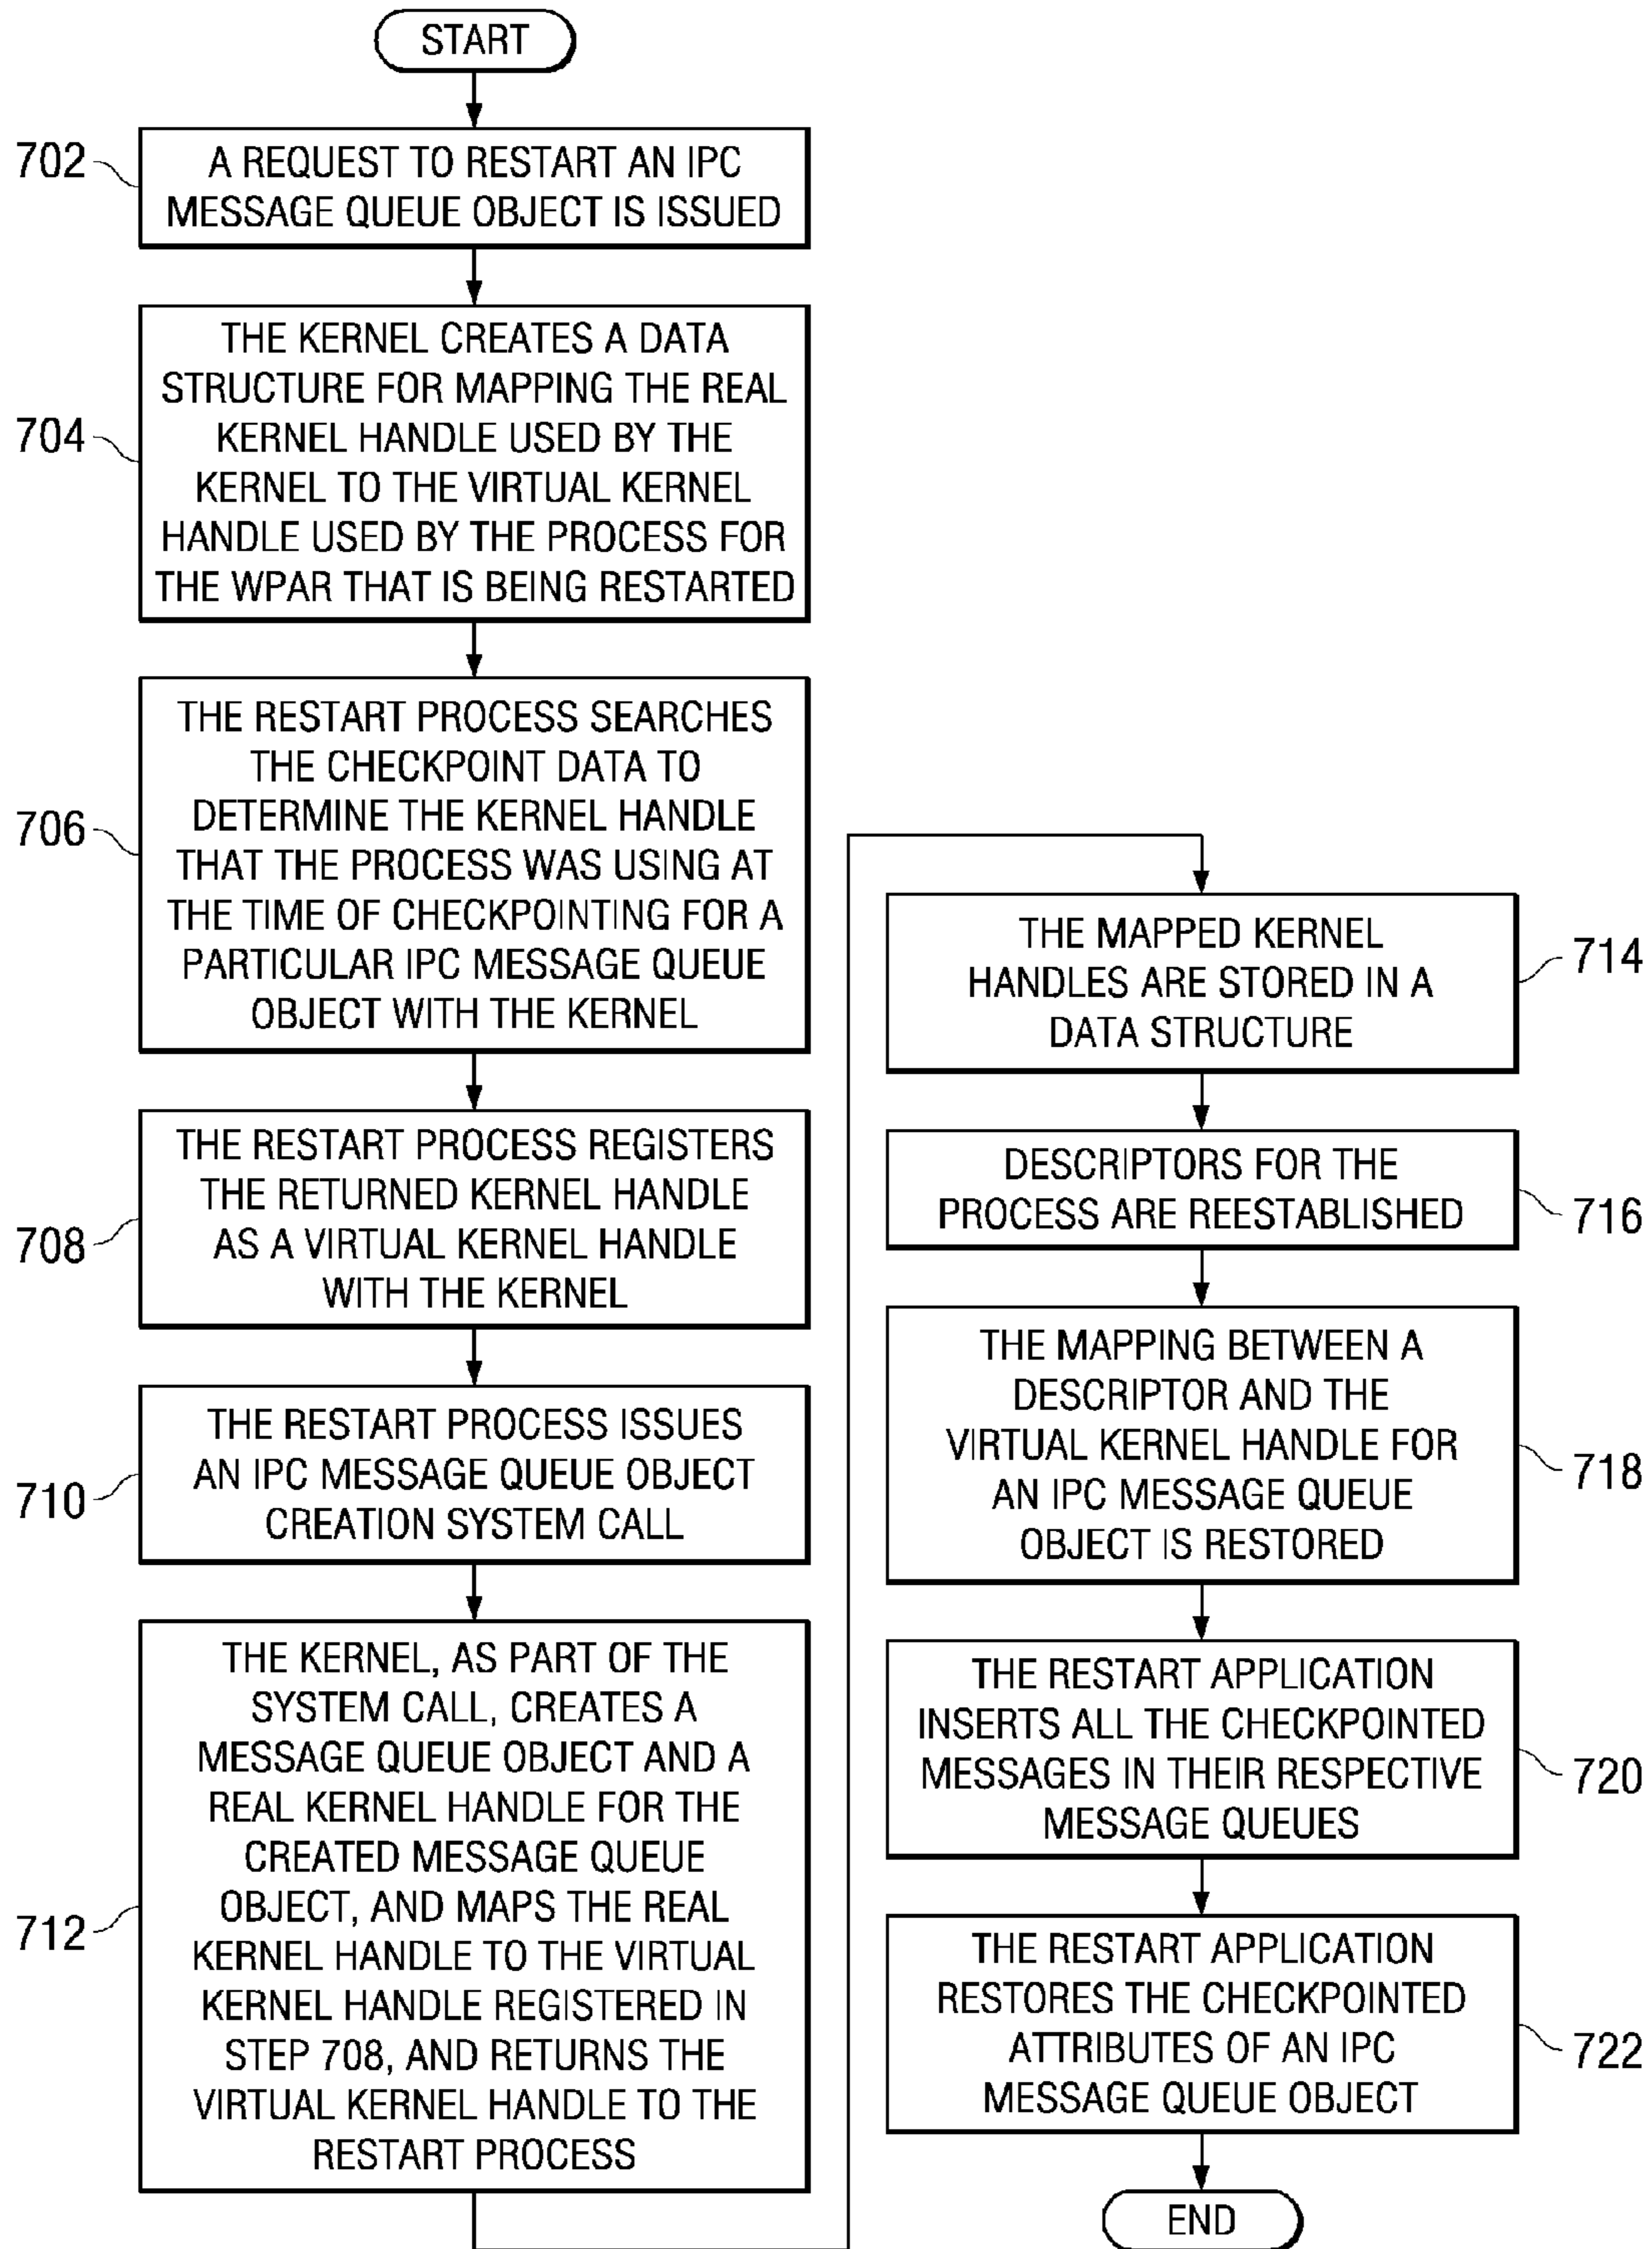 START
702
A REQUEST TO RESTART AN IPC
MESSAGE QUEUE OBJECT IS ISSUED
704
THE KERNEL CREATES A DATA
STRUCTURE FOR MAPPING THE REAL
KERNEL HANDLE USED BY THE
KERNEL TO THE VIRTUAL KERNEL
HANDLE USED BY THE PROCESS FOR
THE WPAR THAT IS BEING RESTARTED
706
THE RESTART PROCESS SEARCHES
THE CHECKPOINT DATA TO
DETERMINE THE KERNEL HANDLE
THAT THE PROCESS WAS USING AT
THE TIME OF CHECKPOINTING FOR A
PARTICULAR IPC MESSAGE QUEUE
OBJECT WITH THE KERNEL
708
THE RESTART PROCESS REGISTERS
THE RETURNED KERNEL HANDLE
AS A VIRTUAL KERNEL HANDLE
WITH THE KERNEL
710
THE RESTART PROCESS ISSUES
AN IPC MESSAGE QUEUE OBJECT
CREATION SYSTEM CALL
712
THE KERNEL, AS PART OF THE
SYSTEM CALL, CREATES A
MESSAGE QUEUE OBJECT AND A
REAL KERNEL HANDLE FOR THE
CREATED MESSAGE QUEUE
OBJECT, AND MAPS THE REAL
KERNEL HANDLE TO THE VIRTUAL
KERNEL HANDLE REGISTERED IN
STEP 708, AND RETURNS THE
VIRTUAL KERNEL HANDLE TO THE
RESTART PROCESS
THE MAPPED KERNEL
HANDLES ARE STORED IN A
DATA STRUCTURE
714
DESCRIPTORS FOR THE
PROCESS ARE REESTABLISHED
716
THE MAPPING BETWEEN A
DESCRIPTOR AND THE
VIRTUAL KERNEL HANDLE FOR
AN IPC MESSAGE QUEUE
OBJECT IS RESTORED
718
THE RESTART APPLICATION
INSERTS ALL THE CHECKPOINTED
MESSAGES IN THEIR RESPECTIVE
MESSAGE QUEUES
720
THE RESTART APPLICATION
RESTORES THE CHECKPOINTED
ATTRIBUTES OF AN IPC
MESSAGE QUEUE OBJECT
722
END